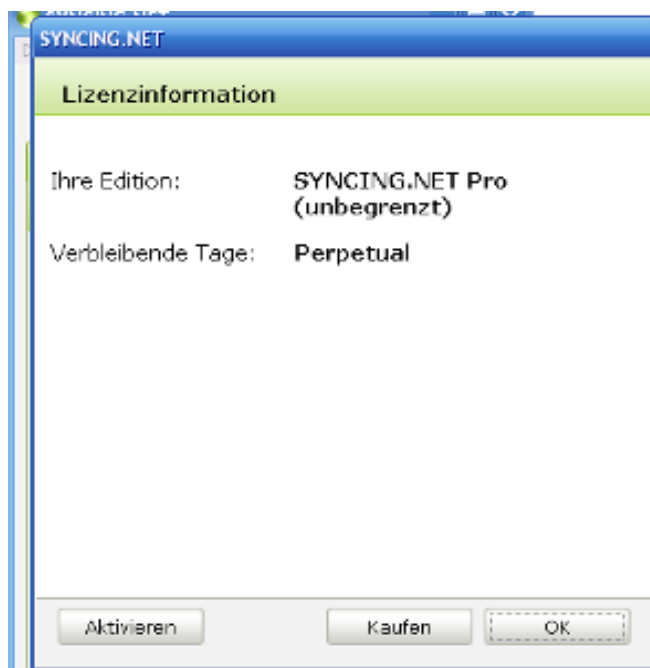 SYNCING.NET
Lizenzinformation
Ihre Edition: SYNCING.NET Pro
(unbegrenzt)
Verbleibende Tage: Perpetual
Aktivieren Kaufen OK